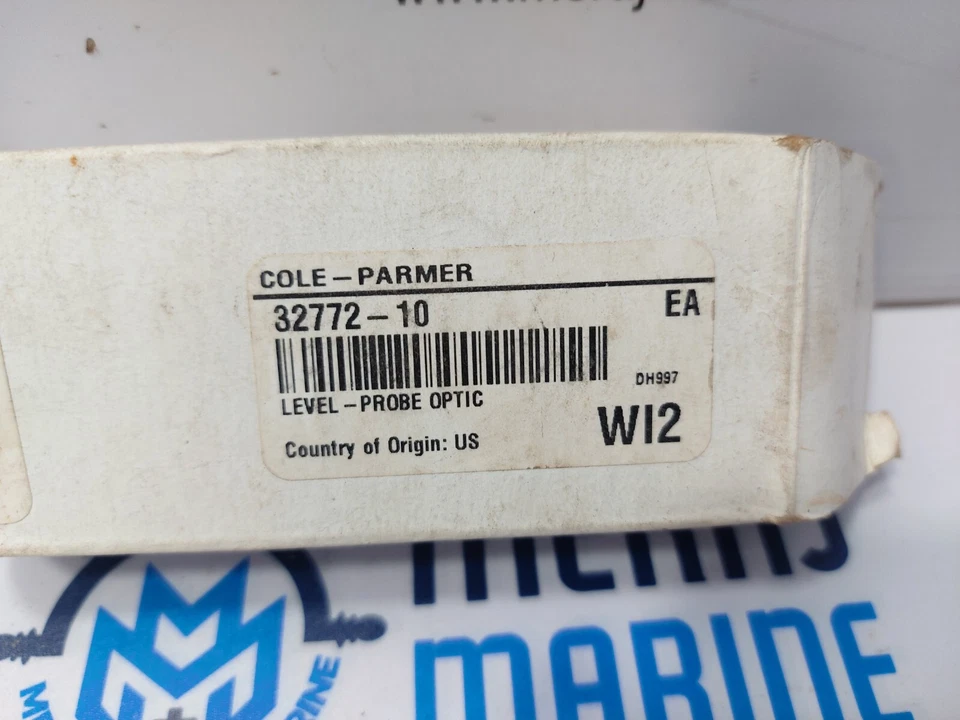 COLE-PARMER
32772-10
EA
DH997
LEVEL-PROBE OPTIC
WI2
Country of Origin: US
MARINE